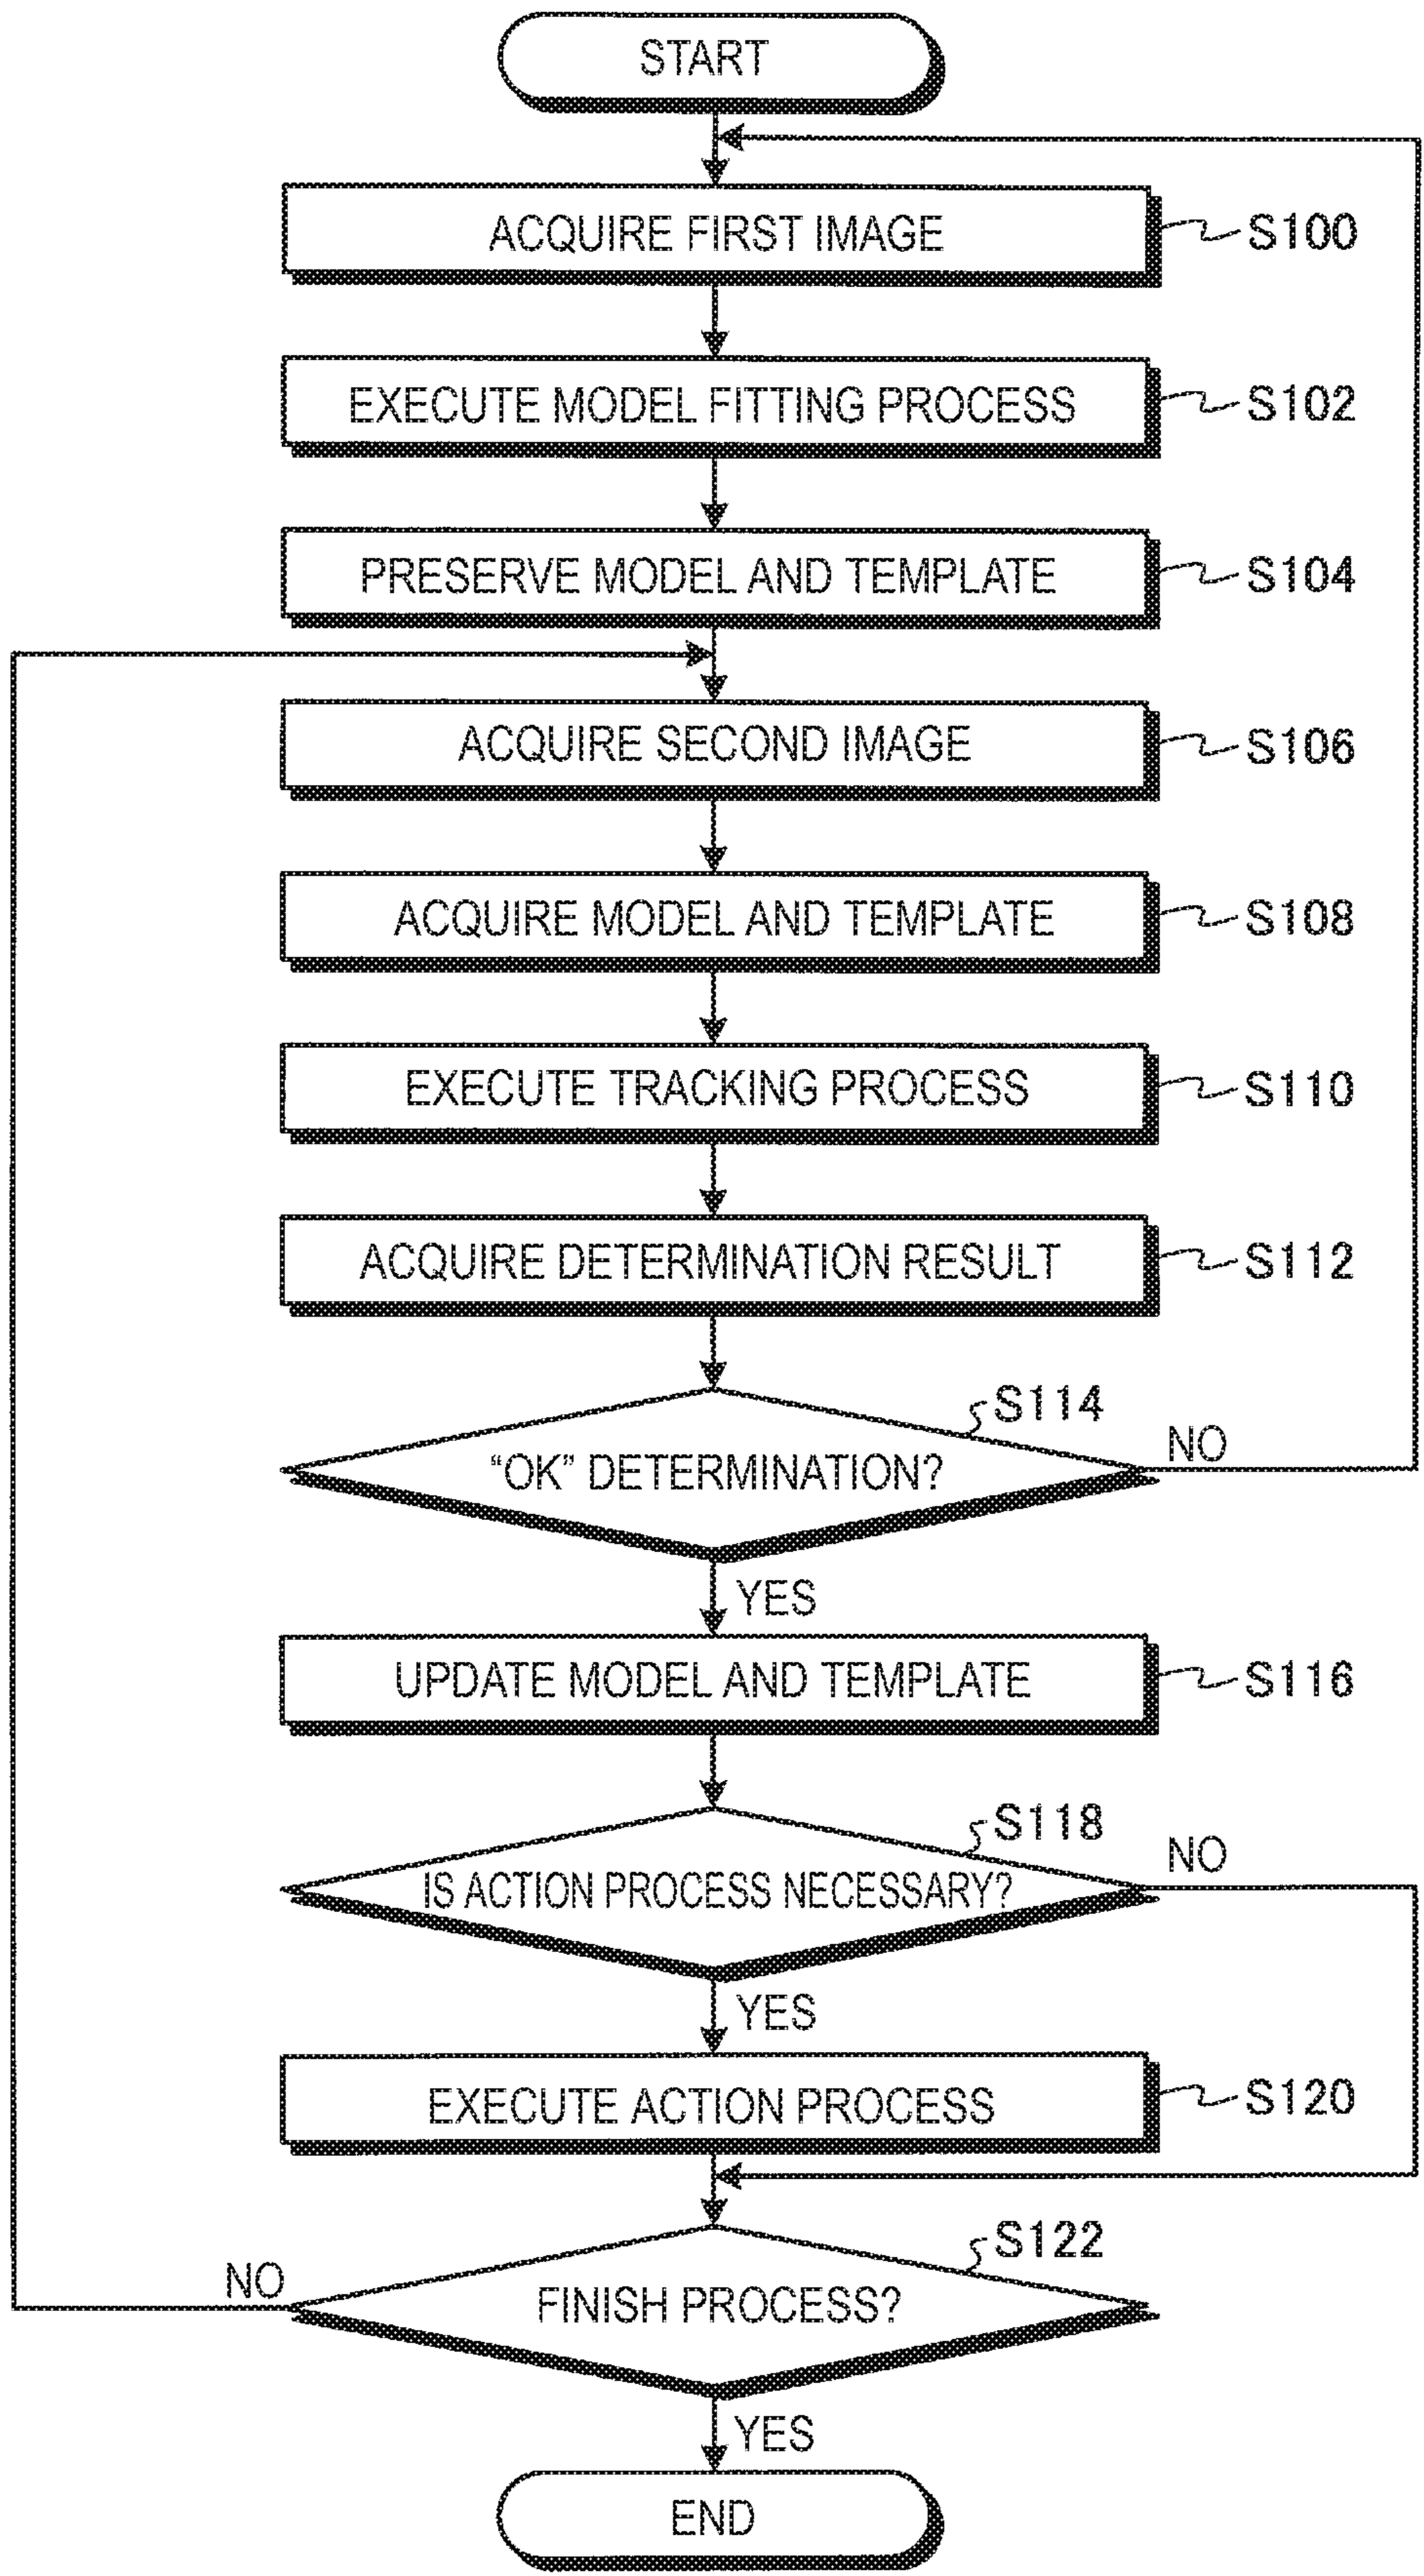 START
ACQUIRE FIRST IMAGE
S100
EXECUTE MODEL FITTING PROCESS
S102
PRESERVE MODEL AND TEMPLATE
S104
ACQUIRE SECOND IMAGE
S106
ACQUIRE MODEL AND TEMPLATE
S108
EXECUTE TRACKING PROCESS
S110
ACQUIRE DETERMINATION RESULT
S112
S114
“OK” DETERMINATION?
NO
YES
UPDATE MODEL AND TEMPLATE
S116
S118
IS ACTION PROCESS NECESSARY?
NO
YES
EXECUTE ACTION PROCESS
S120
S122
FINISH PROCESS?
NO
YES
END